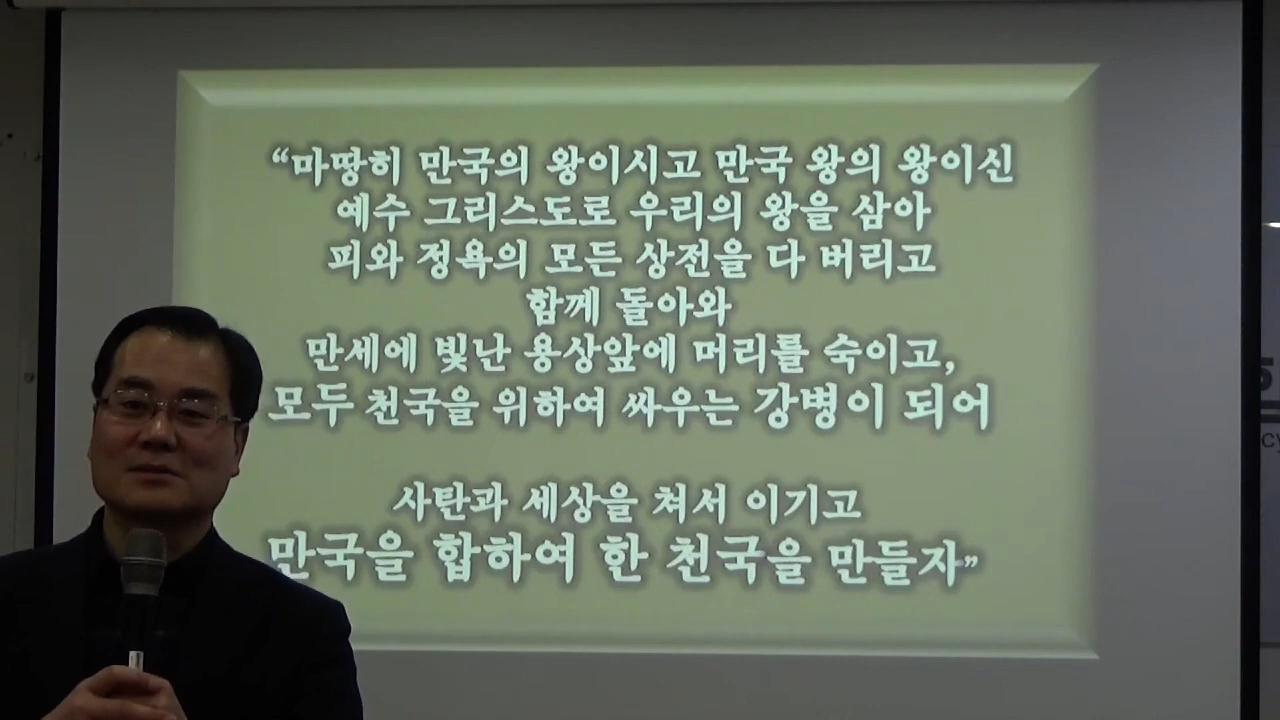 “마땅히 만국의 왕이시고 만국 왕의 왕이신
예수 그리스도로 우리의 왕을 삼아
피와 정욕의 모든 상전을 다 버리고
함께 돌아와
만세에 빛난 용상앞에 머리를 숙이고,
모두 천국을 위하여 싸우는 강병이 되어
사탄과 세상을 쳐서 이기고
만국을 합하여 한 천국을 만들자”